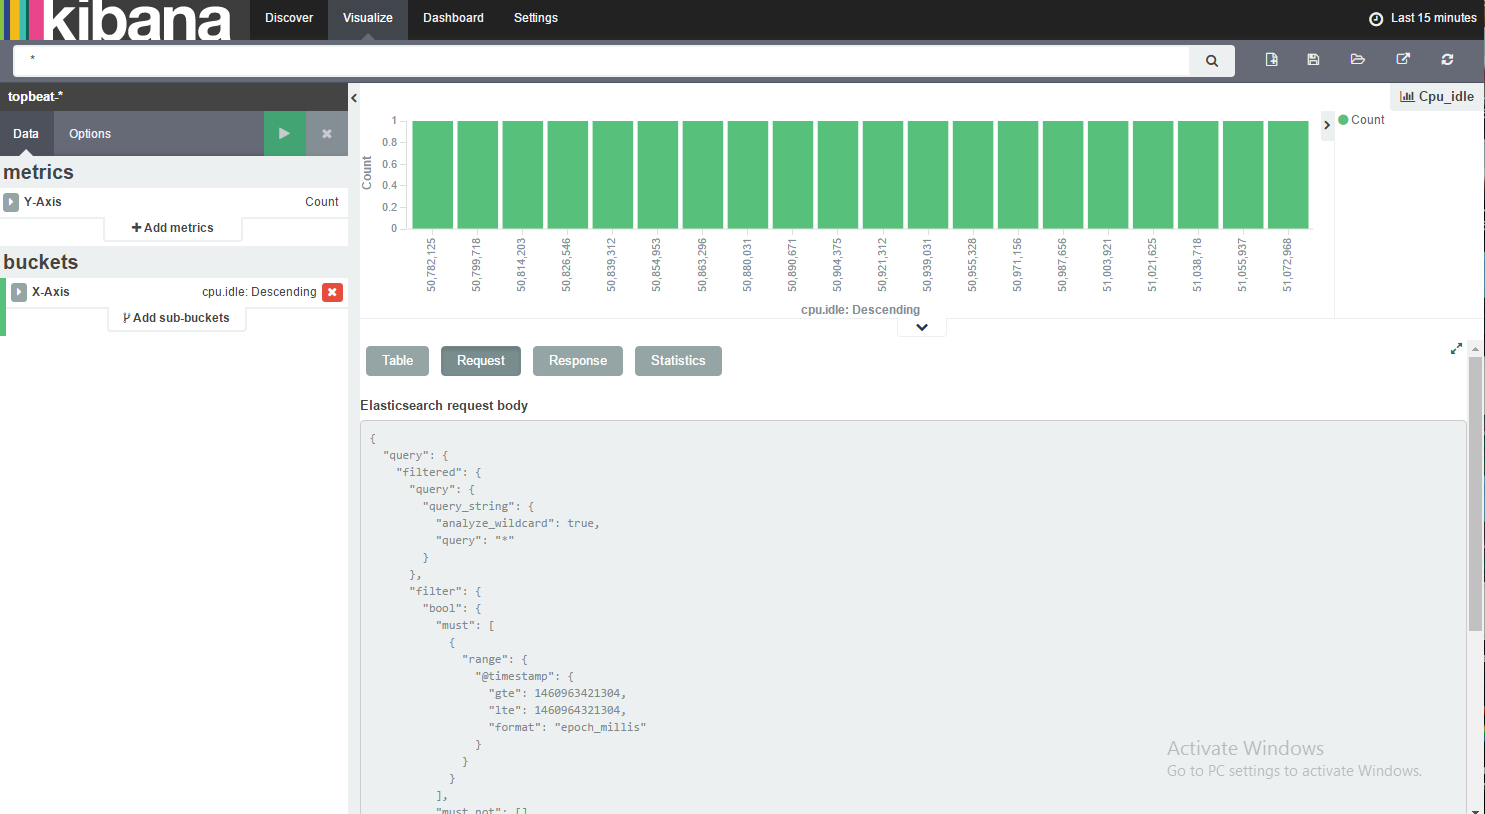 kibana
Discover
Visualize
Dashboard
Settings
Last 15 minutes
*
topbeat-*
Data
Options
metrics
Y-Axis
Count
Add metrics
buckets
X-Axis
cpu.idle: Descending
Add sub-buckets
Cpu_idle
Count
Count
1
0.8
0.6
0.4
0.2
0
50,782,125
50,799,718
50,814,203
50,826,546
50,839,312
50,854,953
50,863,296
50,880,031
50,890,671
50,904,375
50,921,312
50,939,031
50,955,328
50,971,156
50,987,656
51,003,921
51,021,625
51,038,718
51,055,937
51,072,968
cpu.idle: Descending
Table
Request
Response
Statistics
Elasticsearch request body
{
"query": {
"filtered": {
"query": {
"query_string": {
"analyze_wildcard": true,
"query": "*"
}
},
"filter": {
"bool": {
"must": [
{
"range": {
"@timestamp": {
"gte": 1460963421304,
"lte": 1460964321304,
"format": "epoch_millis"
}
}
}
],
"must_not": []
Activate Windows
Go to PC settings to activate Windows.